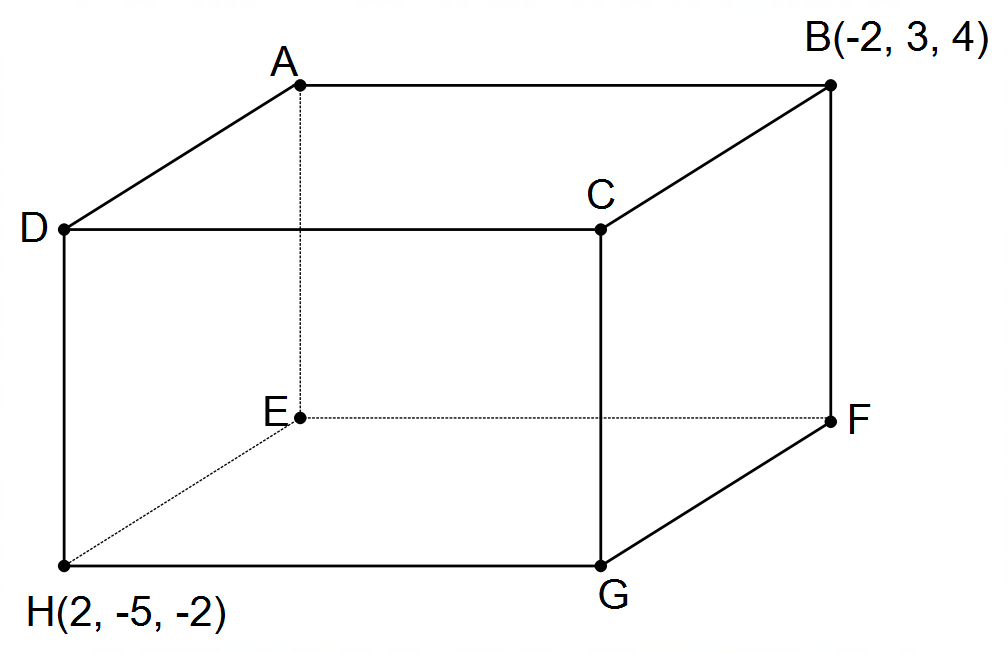 B(-2, 3, 4)
A
C
D
E
F
G
H(2, -5, -2)